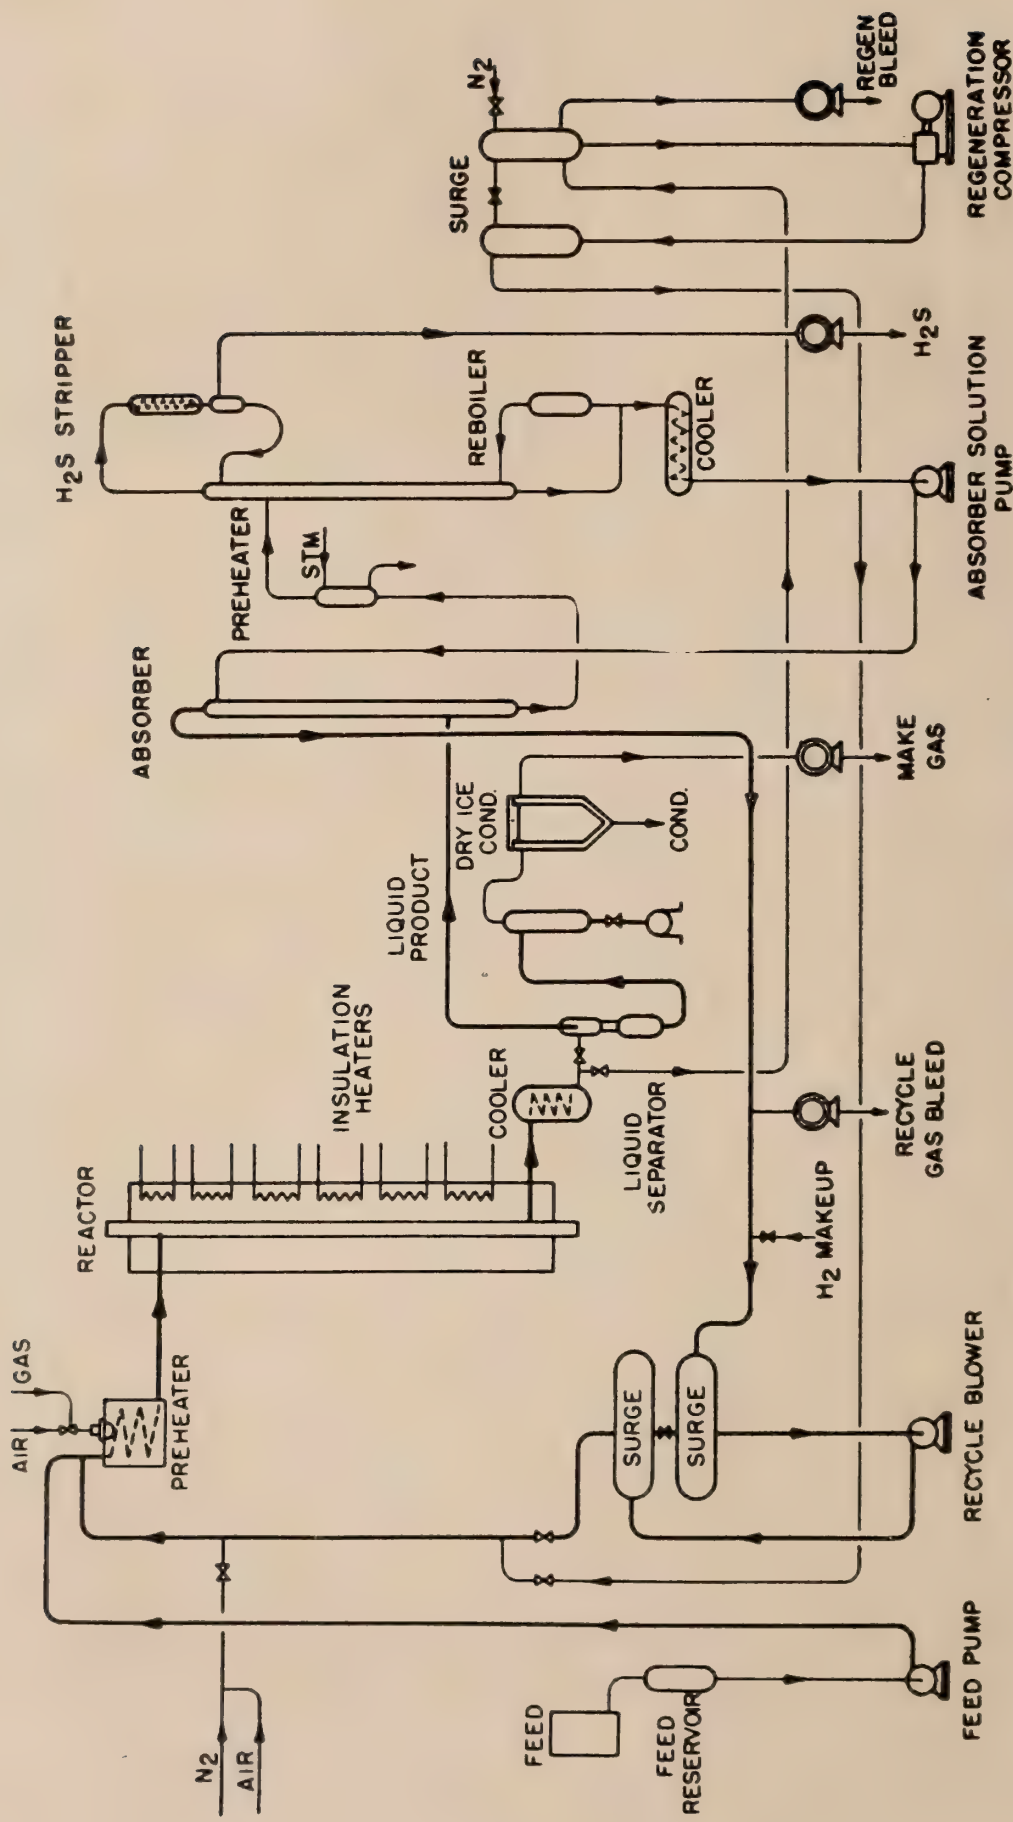 N2
AIR
FEED
FEED
RESERVOIR
FEED PUMP
AIR
GAS
PREHEATER
SURGE
SURGE
RECYCLE BLOWER
REACTOR
INSULATION
HEATERS
COOLER
LIQUID
SEPARATOR
H2 MAKEUP
RECYCLE
GAS BLEED
LIQUID
PRODUCT
DRY ICE
COND.
COND.
MAKE
GAS
ABSORBER
PREHEATER
STM
H2S STRIPPER
REBOILER
COOLER
ABSORBER SOLUTION
PUMP
H2S
SURGE
N2
REGEN
BLEED
REGENERATION
COMPRESSOR